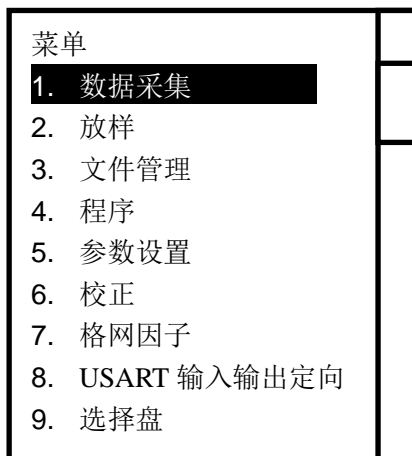 菜单
1. 数据采集
2. 放样
3. 文件管理
4. 程序
5. 参数设置
6. 校正
7. 格网因子
8. USART 输入输出定向
9. 选择盘